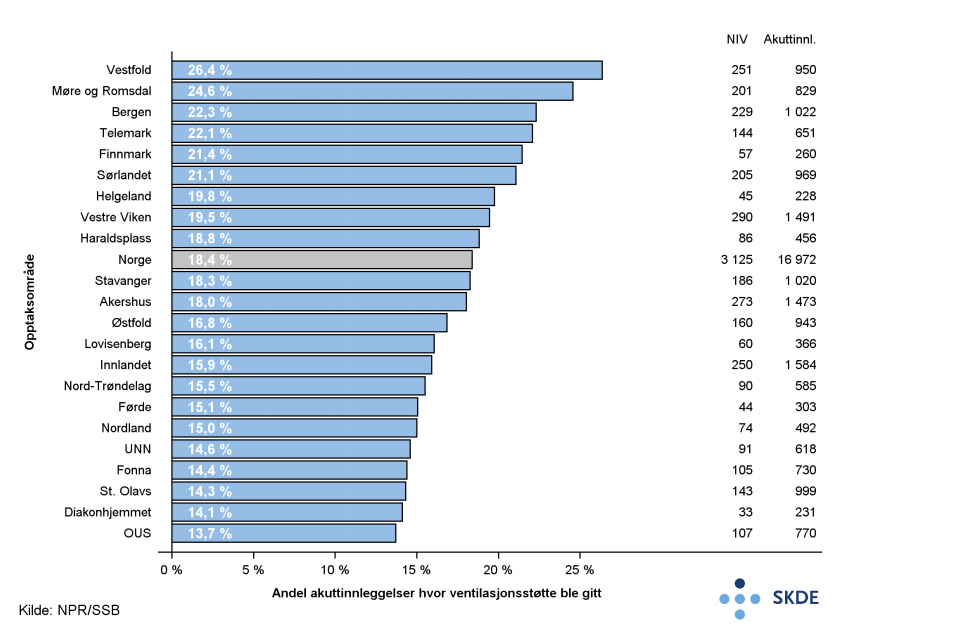 NIV Akuttinnl.
Vestfold 26,4 % 251 950
Møre og Romsdal 24,6 % 201 829
Bergen 22,3 % 229 1 022
Telemark 22,1 % 144 651
Finnmark 21,4 % 57 260
Sørlandet 21,1 % 205 969
Helgeland 19,8 % 45 228
Vestre Viken 19,5 % 290 1 491
Haraldsplass 18,8 % 86 456
Norge 18,4 % 3 125 16 972
Stavanger 18,3 % 186 1 020
Akershus 18,0 % 273 1 473
Østfold 16,8 % 160 943
Lovisenberg 16,1 % 60 366
Innlandet 15,9 % 250 1 584
Nord-Trøndelag 15,5 % 90 585
Førde 15,1 % 44 303
Nordland 15,0 % 74 492
UNN 14,6 % 91 618
Fonna 14,4 % 105 730
St. Olavs 14,3 % 143 999
Diakonhjemmet 14,1 % 33 231
OUS 13,7 % 107 770
Opptaksområde
0 % 5 % 10 % 15 % 20 % 25 %
Andel akuttinnleggelser hvor ventilasjonsstøtte ble gitt
Kilde: NPR/SSB
SKDE